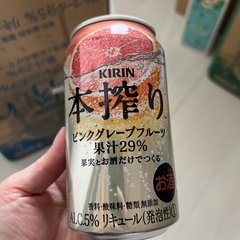 KIRIN
本搾り
ピンクグレープフルーツ
果汁29%
果実とお酒だけでつくる
お酒
香料・酸味料・糖類無添加
ALC.5% リキュール(発泡性)①